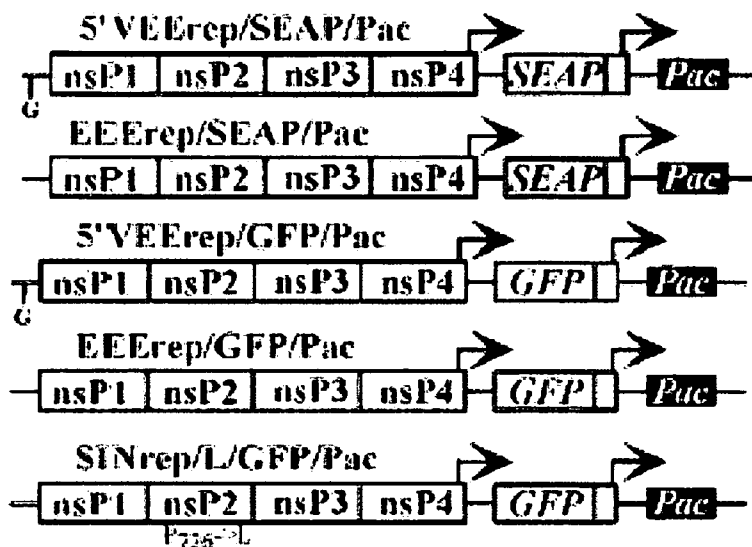 5'VEErep/SEAP/Pac
nsP1 nsP2 nsP3 nsP4 SEAP Pac
G
EEErep/SEAP/Pac
nsP1 nsP2 nsP3 nsP4 SEAP Pac
5'VEErep/GFP/Pac
nsP1 nsP2 nsP3 nsP4 GFP Pac
G
EEErep/GFP/Pac
nsP1 nsP2 nsP3 nsP4 GFP Pac
SINrep/L/GFP/Pac
nsP1 nsP2 nsP3 nsP4 GFP Pac